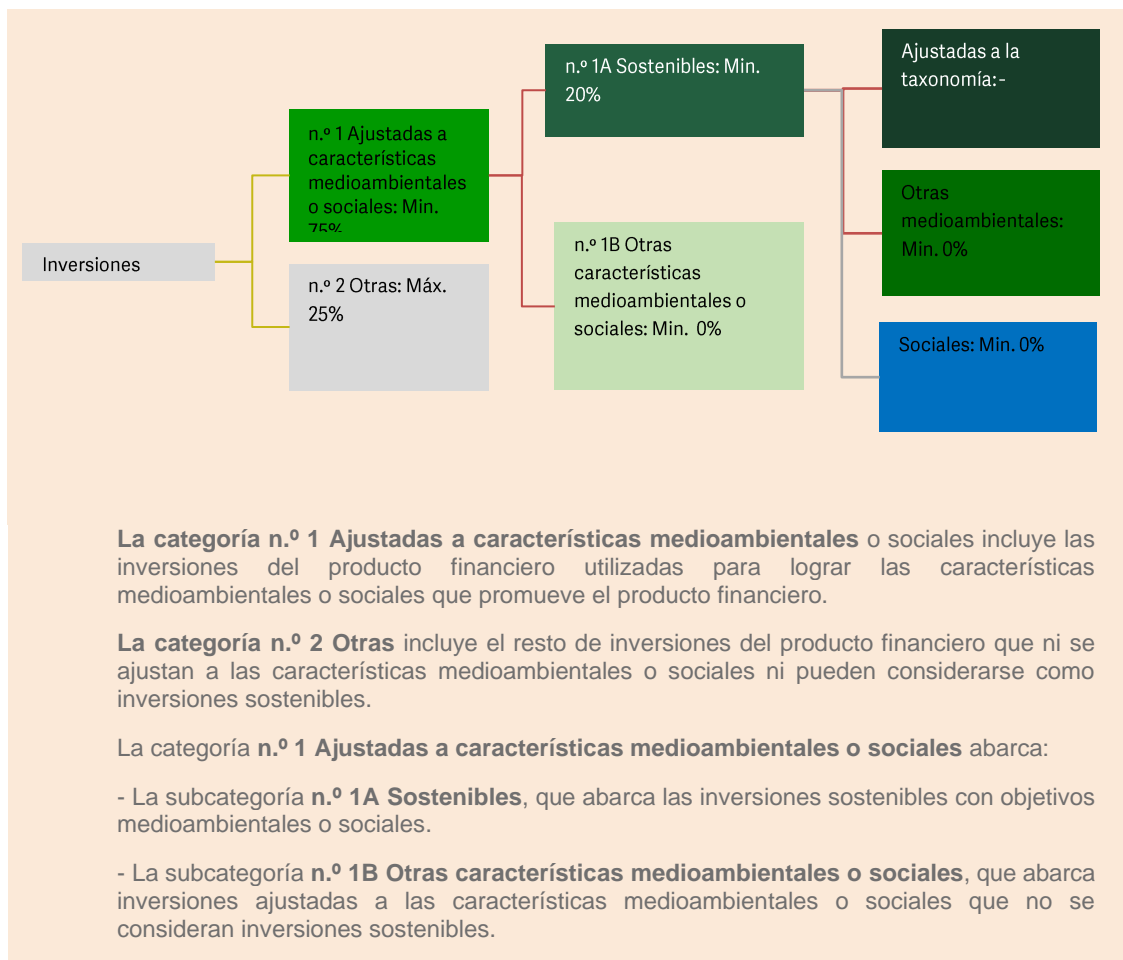 Inversiones
n.º 1 Ajustadas a
características
medioambientales
o sociales: Min.
75%
n.º 2 Otras: Máx.
25%
n.º 1A Sostenibles: Min.
20%
n.º 1B Otras
características
medioambientales o
sociales: Min. 0%
Ajustadas a la
taxonomía:-
Otras
medioambientales:
Min. 0%
Sociales: Min. 0%
La categoría n.º 1 Ajustadas a características medioambientales o sociales incluye las
inversiones del producto financiero utilizadas para lograr las características
medioambientales o sociales que promueve el producto financiero.
La categoría n.º 2 Otras incluye el resto de inversiones del producto financiero que ni se
ajustan a las características medioambientales o sociales ni pueden considerarse como
inversiones sostenibles.
La categoría n.º 1 Ajustadas a características medioambientales o sociales abarca:
- La subcategoría n.º 1A Sostenibles, que abarca las inversiones sostenibles con objetivos
medioambientales o sociales.
- La subcategoría n.º 1B Otras características medioambientales o sociales, que abarca
inversiones ajustadas a las características medioambientales o sociales que no se
consideran inversiones sostenibles.